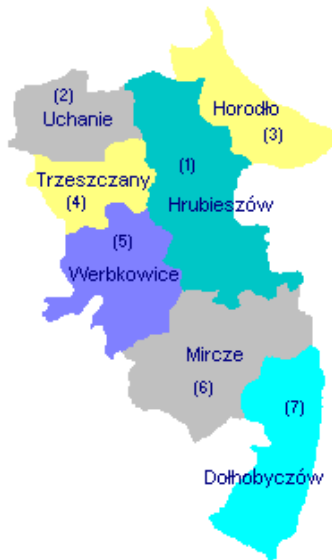 (2)
Uchanie
Horodło
(3)
(1)
Hrubieszów
Trzeszczany
(4)
(5)
Werbkowice
Mircze
(6)
(7)
Dołhobyczów